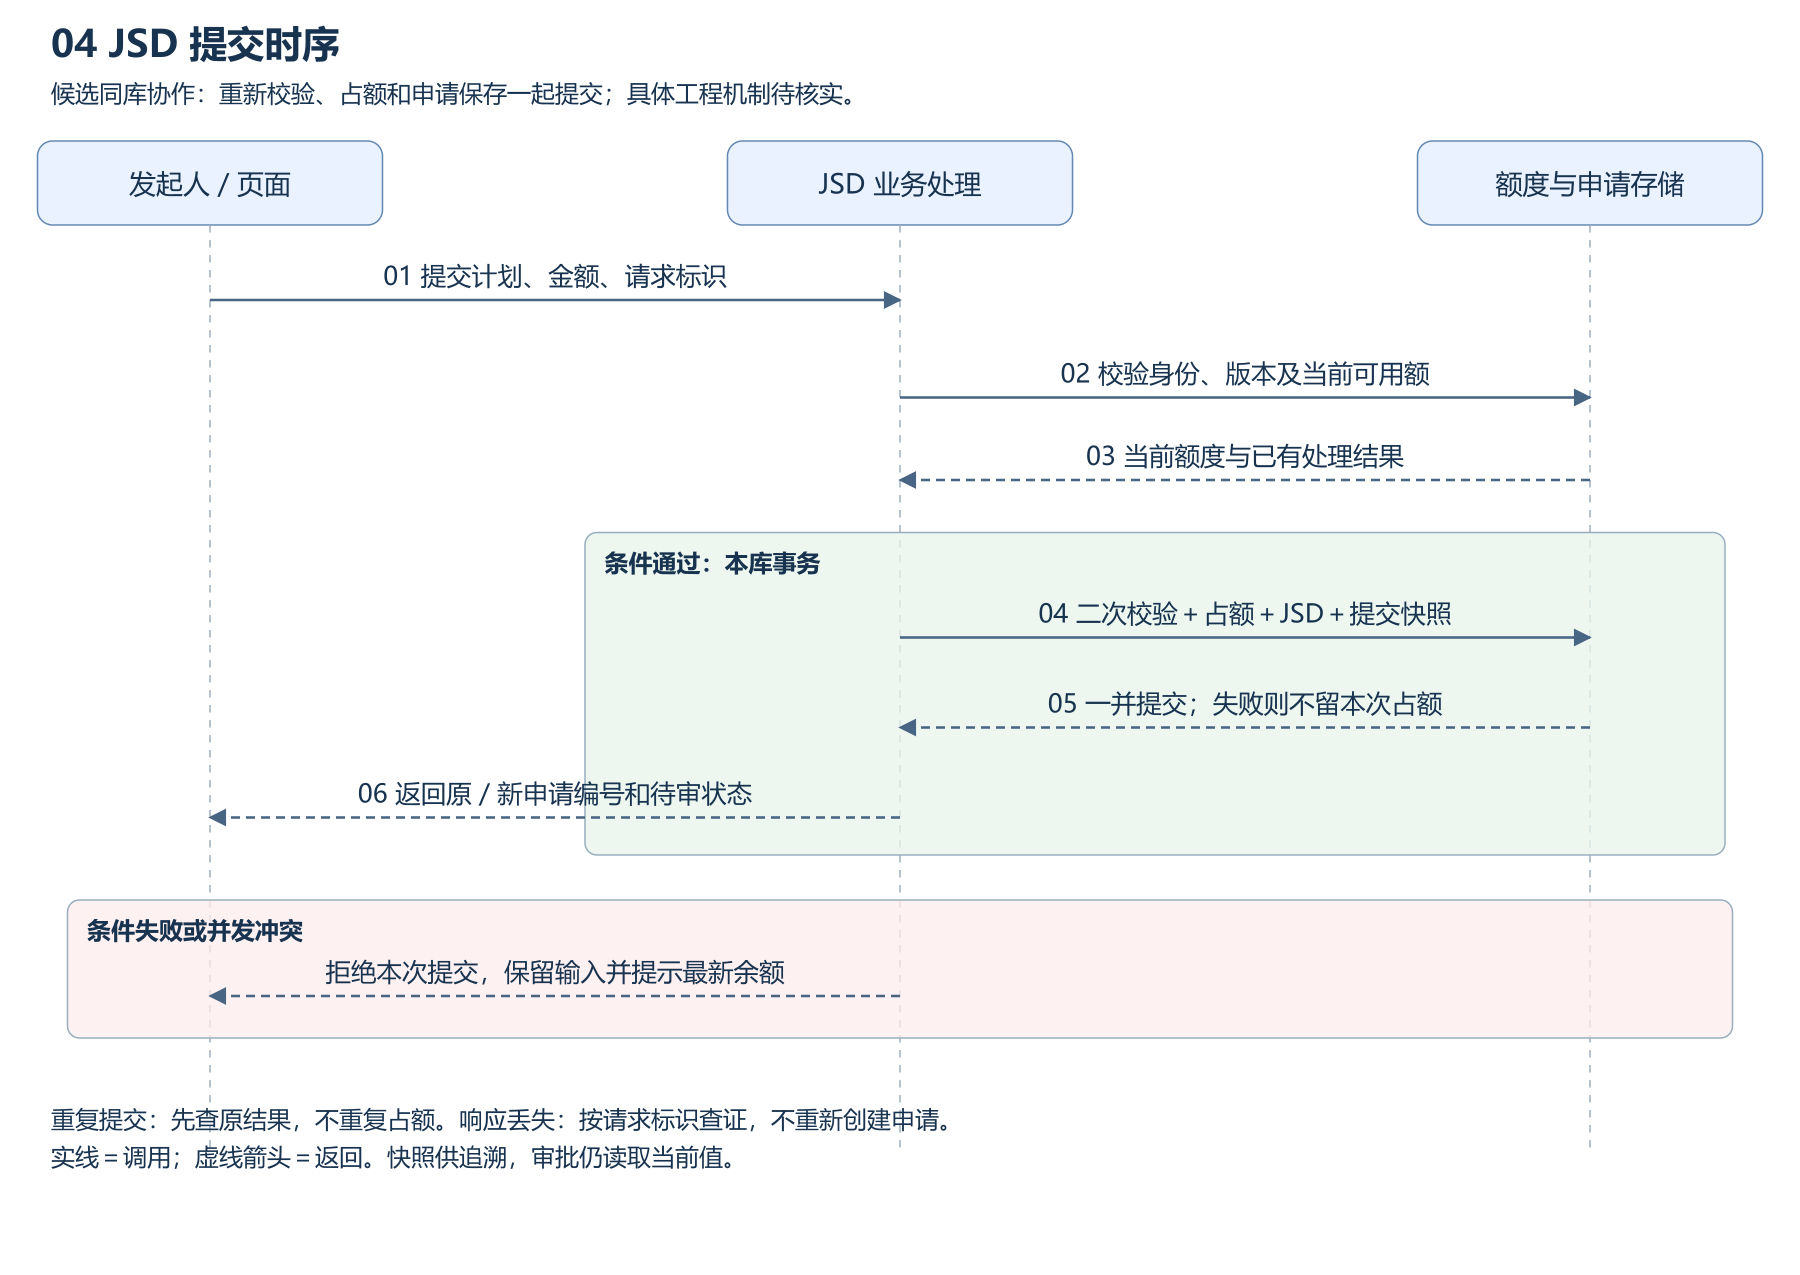 04 JSD 提交时序
候选同库协作：重新校验、占额和申请保存一起提交；具体工程机制待核实。
发起人 / 页面
JSD 业务处理
额度与申请存储
01 提交计划、金额、请求标识
02 校验身份、版本及当前可用额
03 当前额度与已有处理结果
条件通过：本库事务
04 二次校验＋占额＋JSD＋提交快照
05 一并提交；失败则不留本次占额
06 返回原 / 新申请编号和待审状态
条件失败或并发冲突
拒绝本次提交，保留输入并提示最新余额
重复提交：先查原结果，不重复占额。响应丢失：按请求标识查证，不重新创建申请。
实线＝调用；虚线箭头＝返回。快照供追溯，审批仍读取当前值。